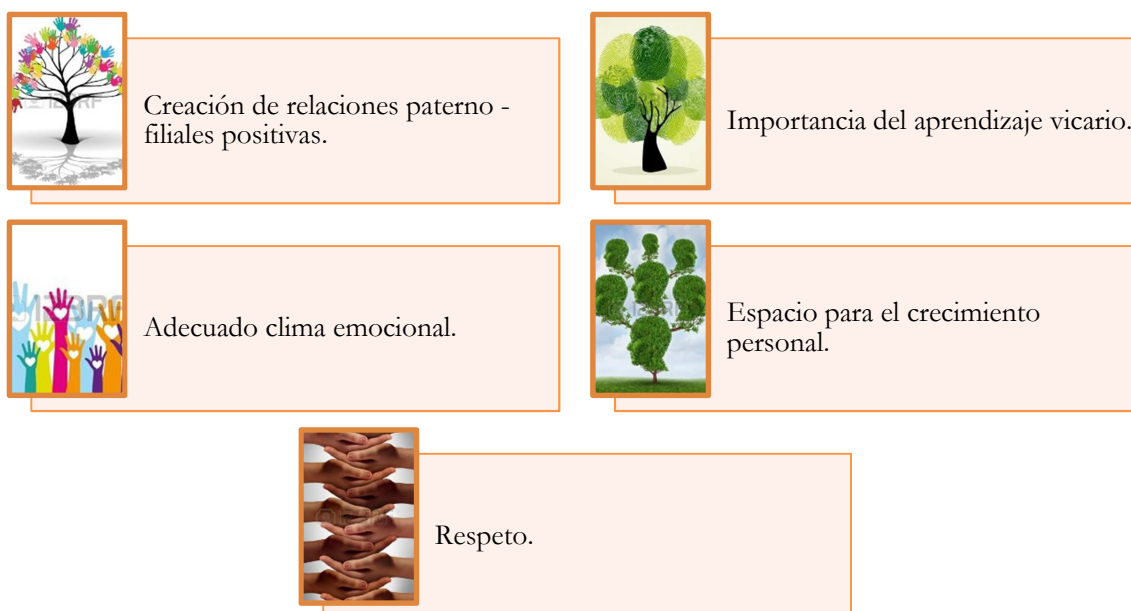 Creación de relaciones paterno -
filiales positivas.
Importancia del aprendizaje vicario.
Adecuado clima emocional.
Espacio para el crecimiento
personal.
Respeto.